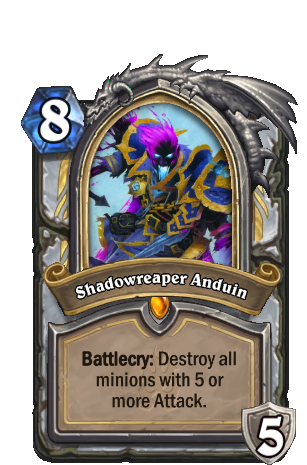 8
Shadowreaper Anduin
Battlecry: Destroy all
minions with 5 or
more Attack.
5